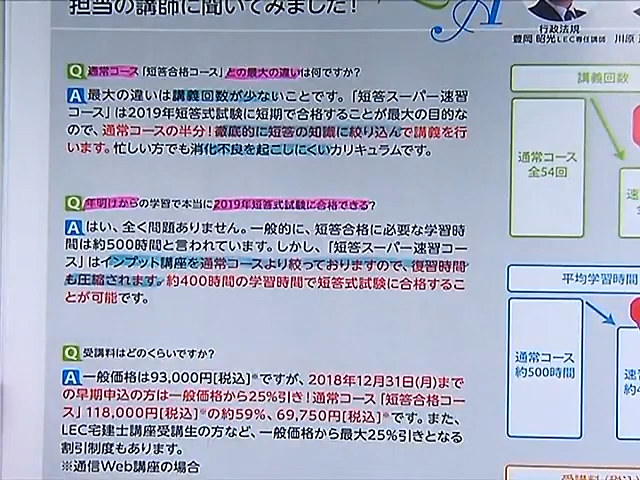 担当の講師に聞いてみました!
QA
行政法規
豊岡 昭光 LEC専任講師
川原
Q 通常コース「短答合格コース」との最大の違いは何ですか?
A 最大の違いは講義回数が少ないことです。「短答スーパー速習
コース」は2019年短答式試験に短期で合格することが最大の目的な
ので、通常コースの半分!徹底的に短答の知識に絞り込んで講義を行
います。忙しい方でも消化不良を起こしにくいカリキュラムです。
Q 年明けからの学習で本当に2019年短答式試験に合格できる?
A はい、全く問題ありません。一般的に、短答合格に必要な学習時
間は約500時間と言われています。しかし、「短答スーパー速習コー
ス」はインプット講座を通常コースより絞っておりますので、復習時間
も圧縮されます。約400時間の学習時間で短答式試験に合格するこ
とが可能です。
Q 受講料はどのくらいですか?
A 一般価格は93,000円[税込]※ですが、2018年12月31日(月)まで
の早期申込の方は一般価格から25%引き!通常コース「短答合格コー
ス」118,000円[税込]※の約59%、69,750円[税込]※です。また、
LEC宅建士講座受講生の方など、一般価格から最大25%引きとなる
割引制度もあります。
※通信Web講座の場合
講義回数
通常コース
全54回
速
平均学習時間
通常コース
約500時間
速習
約4
受講料(税込)